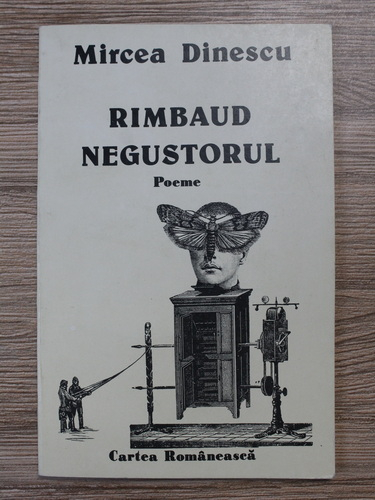 Mircea Dinescu
RIMBAUD
NEGUSTORUL
Poeme
Cartea Românească